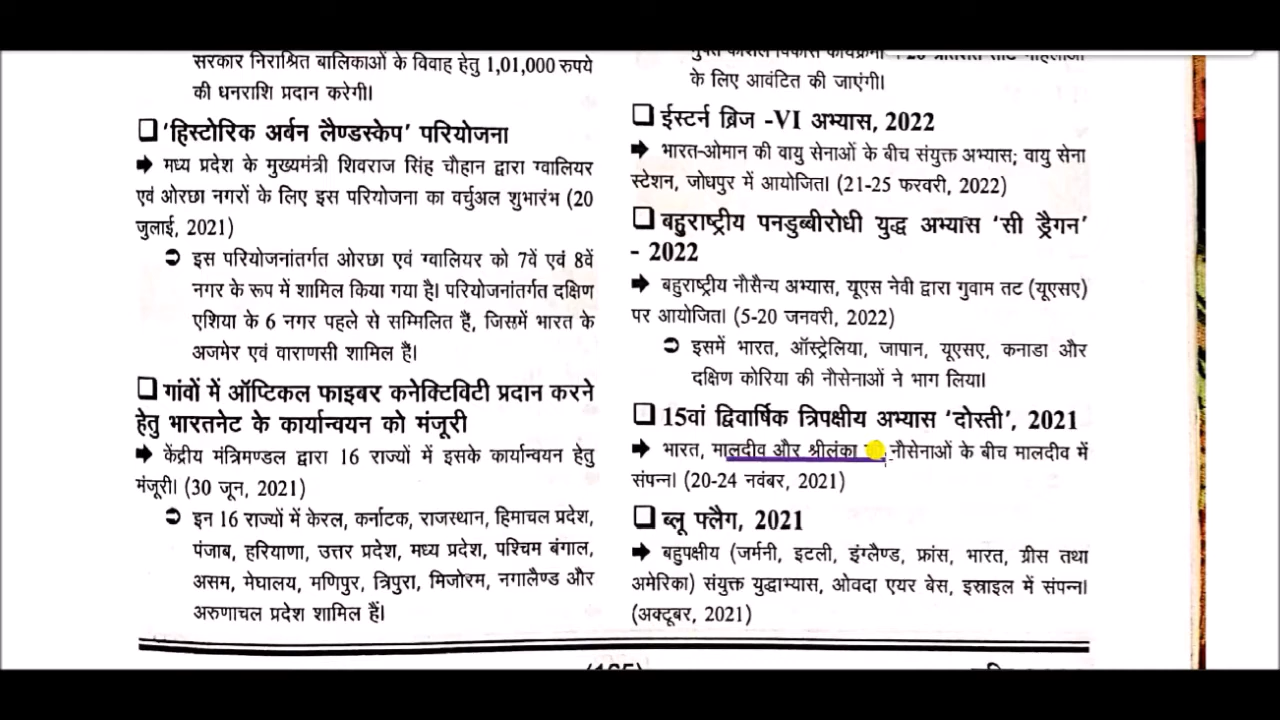 सरकार निराश्रित बालिकाओं के विवाह हेतु 1,01,000 रुपये
की धनराशि प्रदान करेगी।
❑ 'हिस्टोरिक अर्बन लैण्डस्केप' परियोजना
➔ मध्य प्रदेश के मुख्यमंत्री शिवराज सिंह चौहान द्वारा ग्वालियर
एवं ओरछा नगरों के लिए इस परियोजना का वर्चुअल शुभारंभ (20
जुलाई, 2021)
➲ इस परियोजनांतर्गत ओरछा एवं ग्वालियर को 7वें एवं 8वें
नगर के रूप में शामिल किया गया है। परियोजनांतर्गत दक्षिण
एशिया के 6 नगर पहले से सम्मिलित हैं, जिसमें भारत के
अजमेर एवं वाराणसी शामिल हैं।
❑ गांवों में ऑप्टिकल फाइबर कनेक्टिविटी प्रदान करने
हेतु भारतनेट के कार्यान्वयन को मंजूरी
➔ केंद्रीय मंत्रिमण्डल द्वारा 16 राज्यों में इसके कार्यान्वयन हेतु
मंजूरी। (30 जून, 2021)
➲ इन 16 राज्यों में केरल, कर्नाटक, राजस्थान, हिमाचल प्रदेश,
पंजाब, हरियाणा, उत्तर प्रदेश, मध्य प्रदेश, पश्चिम बंगाल,
असम, मेघालय, मणिपुर, त्रिपुरा, मिजोरम, नगालैण्ड और
अरुणाचल प्रदेश शामिल हैं।
के लिए आवंटित की जाएंगी।
❑ ईस्टर्न ब्रिज -VI अभ्यास, 2022
➔ भारत-ओमान की वायु सेनाओं के बीच संयुक्त अभ्यास; वायु सेना
स्टेशन, जोधपुर में आयोजित। (21-25 फरवरी, 2022)
❑ बहुराष्ट्रीय पनडुब्बीरोधी युद्ध अभ्यास 'सी ड्रैगन'
- 2022
➔ बहुराष्ट्रीय नौसैन्य अभ्यास, यूएस नेवी द्वारा गुवाम तट (यूएसए)
पर आयोजित। (5-20 जनवरी, 2022)
➲ इसमें भारत, ऑस्ट्रेलिया, जापान, यूएसए, कनाडा और
दक्षिण कोरिया की नौसेनाओं ने भाग लिया।
❑ 15वां द्विवार्षिक त्रिपक्षीय अभ्यास 'दोस्ती', 2021
➔ भारत, मालदीव और श्रीलंका नौसेनाओं के बीच मालदीव में
संपन्न। (20-24 नवंबर, 2021)
❑ ब्लू फ्लैग, 2021
➔ बहुपक्षीय (जर्मनी, इटली, इंग्लैण्ड, फ्रांस, भारत, ग्रीस तथा
अमेरिका) संयुक्त युद्धाभ्यास, ओवदा एयर बेस, इस्राइल में संपन्न।
(अक्टूबर, 2021)